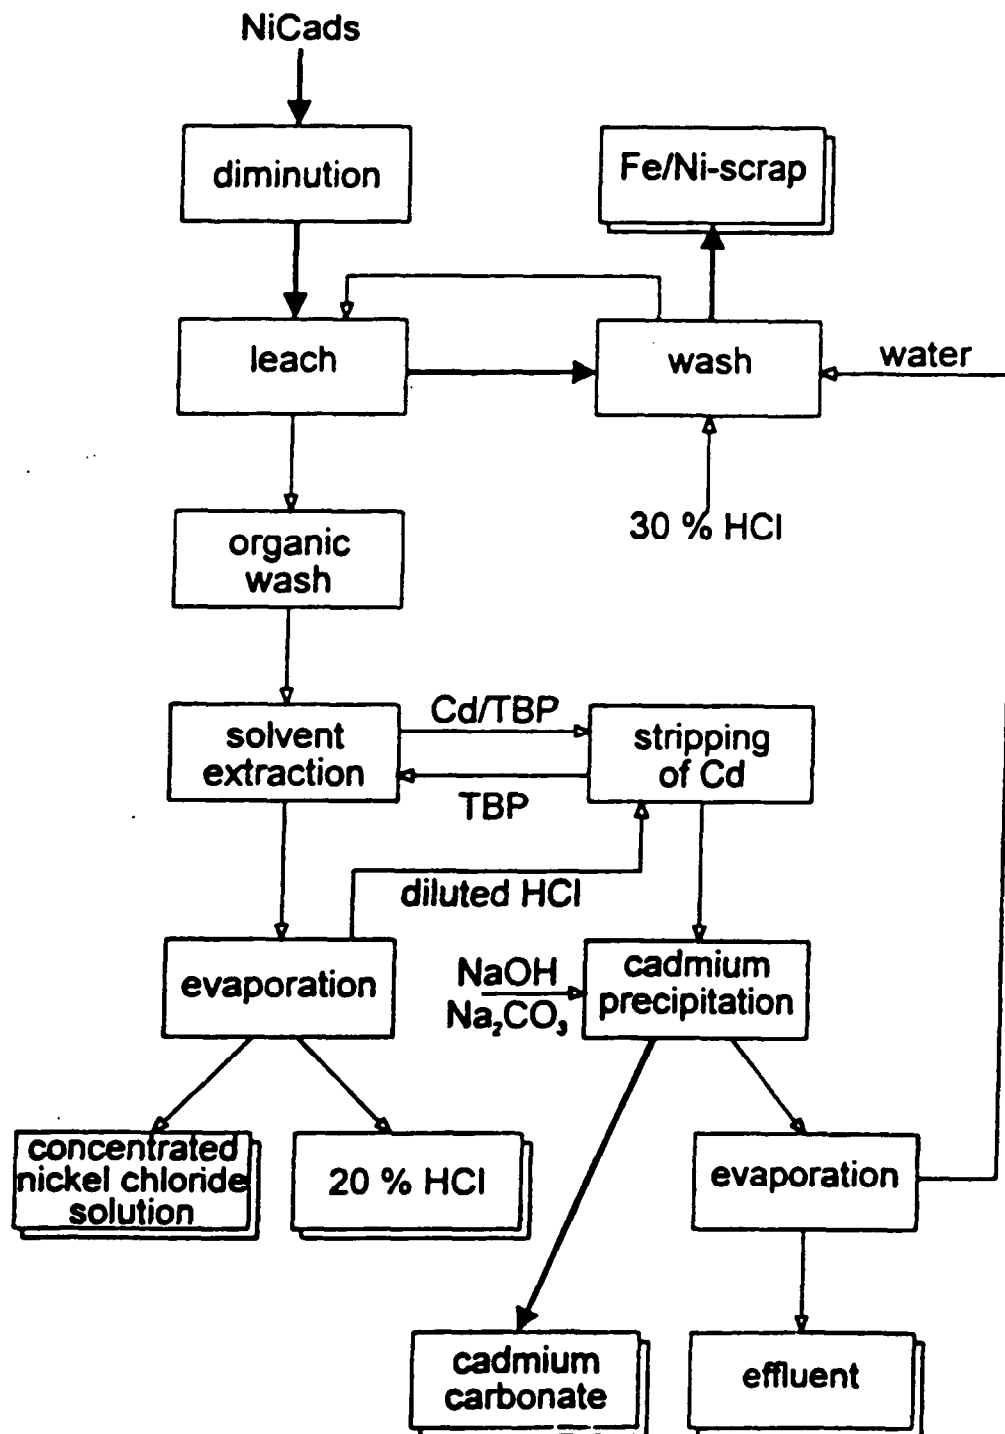 NiCads
diminution
Fe/Ni-scrap
leach
wash
water
30 % HCl
organic
wash
solvent
extraction
Cd/TBP
TBP
stripping
of Cd
diluted HCl
evaporation
NaOH
Na₂CO₃
cadmium
precipitation
concentrated
nickel chloride
solution
20 % HCl
evaporation
cadmium
carbonate
effluent